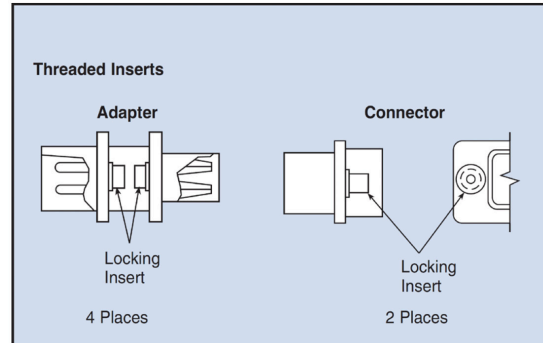 Threaded Inserts
Adapter
Connector
Locking
Insert
Locking
Insert
4 Places
2 Places